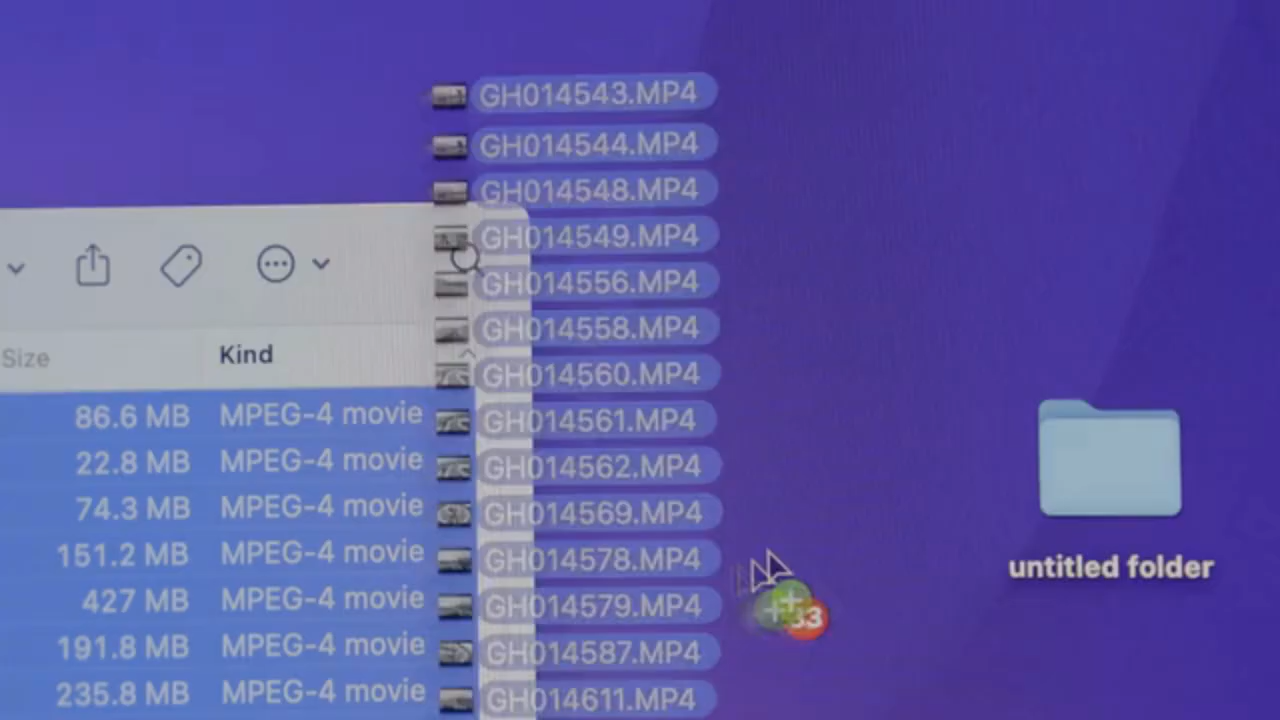 GH014543.MP4
GH014544.MP4
GH014548.MP4
GH014549.MP4
GH014556.MP4
GH014558.MP4
Size Kind
GH014560.MP4
86.6 MB MPEG-4 movie GH014561.MP4
22.8 MB MPEG-4 movie GH014562.MP4
74.3 MB MPEG-4 movie GH014569.MP4
151.2 MB MPEG-4 movie GH014578.MP4
untitled folder
427 MB MPEG-4 movie GH014579.MP4
33
191.8 MB MPEG-4 movie GH014587.MP4
235.8 MB MPEG-4 movie GH014611.MP4